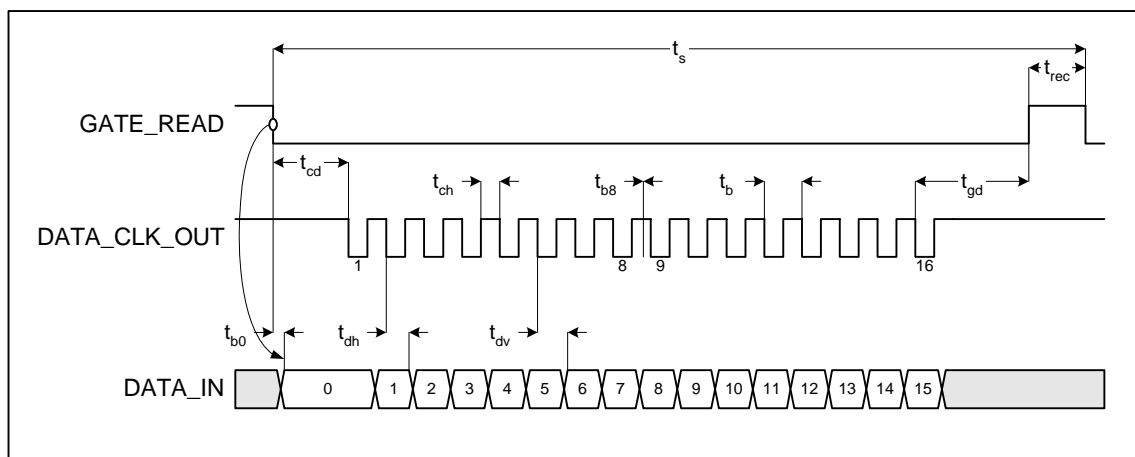 t_s
t_rec
GATE_READ
t_cd
t_ch
t_b8
t_b
t_gd
DATA_CLK_OUT
1 8 9 16
t_b0
t_dh
t_dv
DATA_IN
0 1 2 3 4 5 6 7 8 9 10 11 12 13 14 15